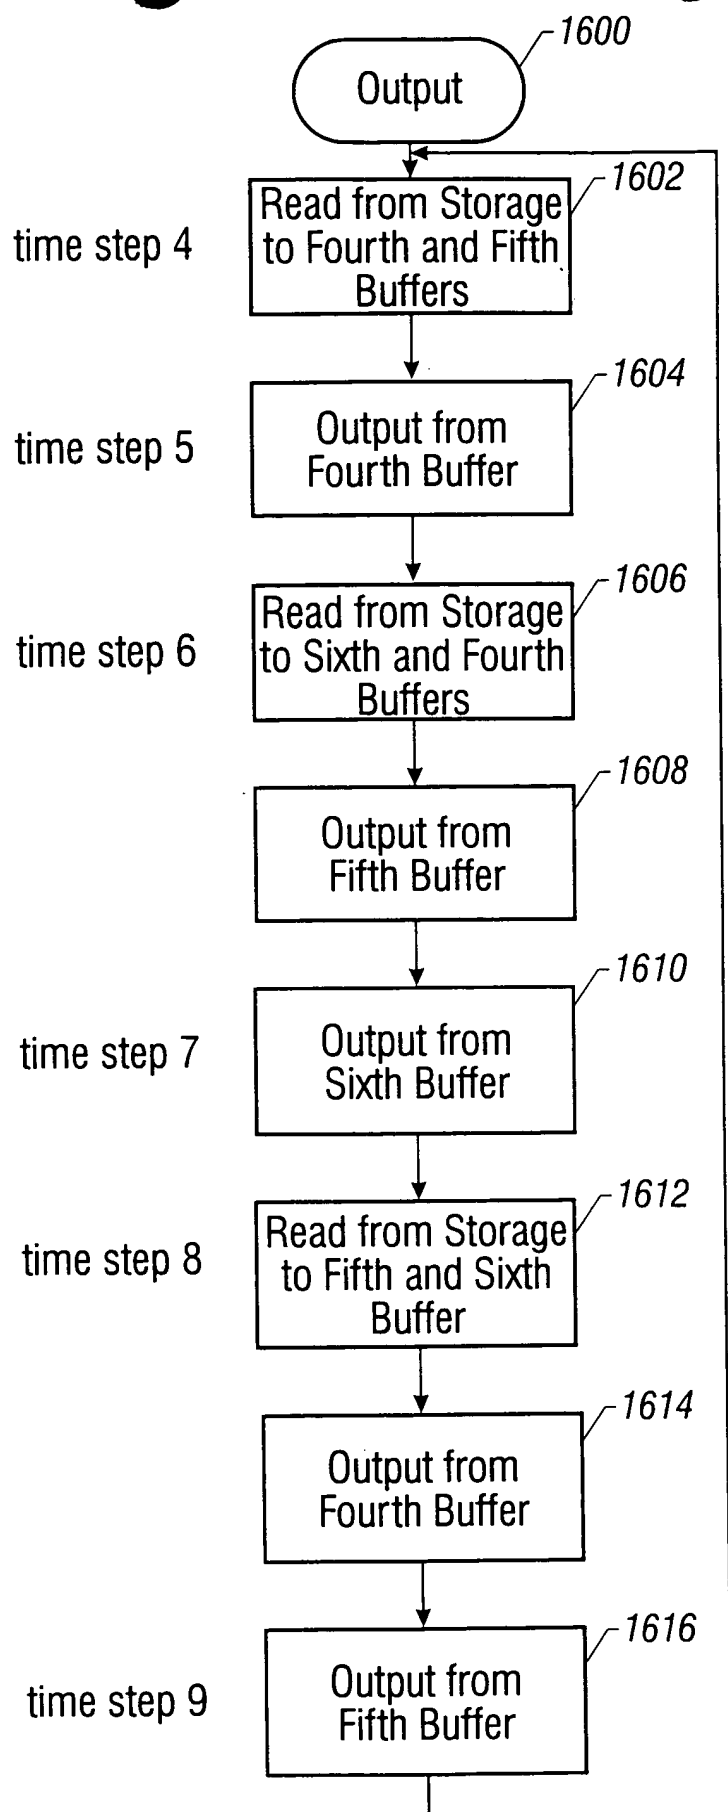 1600
Output
1602
Read from Storage
to Fourth and Fifth
Buffers
time step 4
1604
Output from
Fourth Buffer
time step 5
1606
Read from Storage
to Sixth and Fourth
Buffers
time step 6
1608
Output from
Fifth Buffer
1610
Output from
Sixth Buffer
time step 7
1612
Read from Storage
to Fifth and Sixth
Buffer
time step 8
1614
Output from
Fourth Buffer
1616
Output from
Fifth Buffer
time step 9